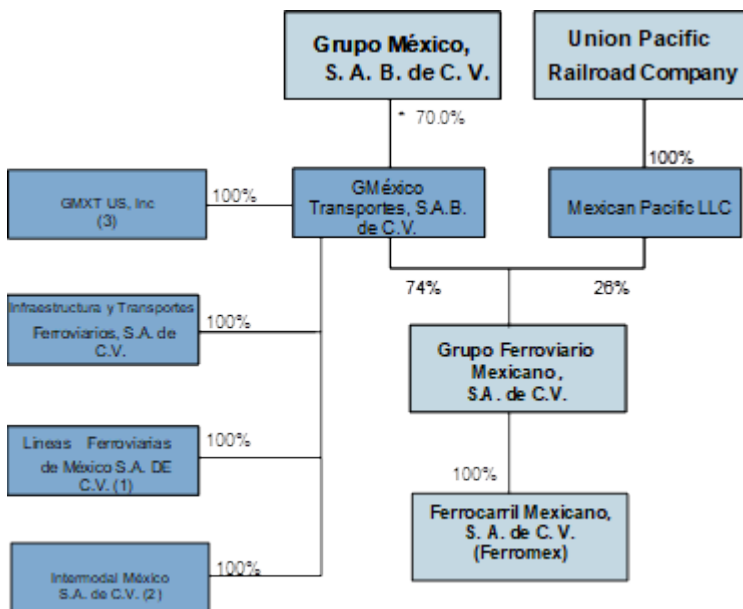 Grupo México,
S. A. B. de C. V.
Union Pacific
Railroad Company
* 70.0%
100%
GMXT US, Inc
(3)
100%
GMéxico
Transportes, S.A.B.
de C.V.
Mexican Pacific LLC
74%
26%
Infraestructura y Transportes
Ferroviarios, S.A. de
C.V.
100%
Grupo Ferroviario
Mexicano,
S.A. de C.V.
Líneas Ferroviarias
de México S.A. DE
C.V. (1)
100%
100%
Ferrocarril Mexicano,
S. A. de C. V.
(Ferromex)
Intermodal México
S.A. de C.V. (2)
100%